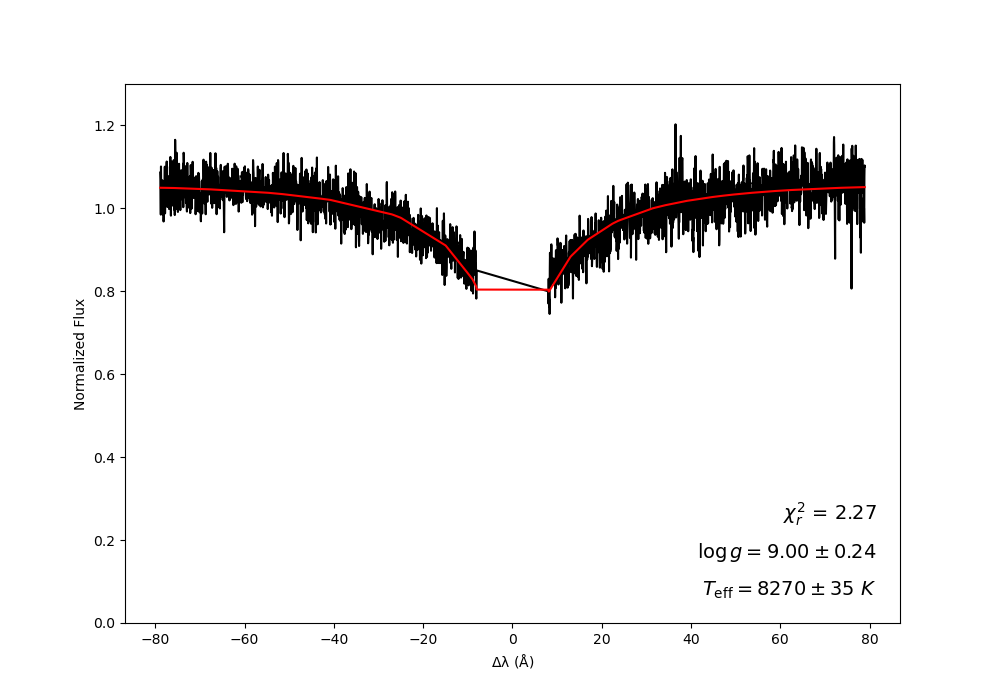 1.2
1.0
0.8
0.6
0.4
0.2
0.0
Normalized Flux
χ²ᵣ = 2.27
log g = 9.00 ± 0.24
T_eff = 8270 ± 35 K
−80 −60 −40 −20 0 20 40 60 80
Δλ (Å)